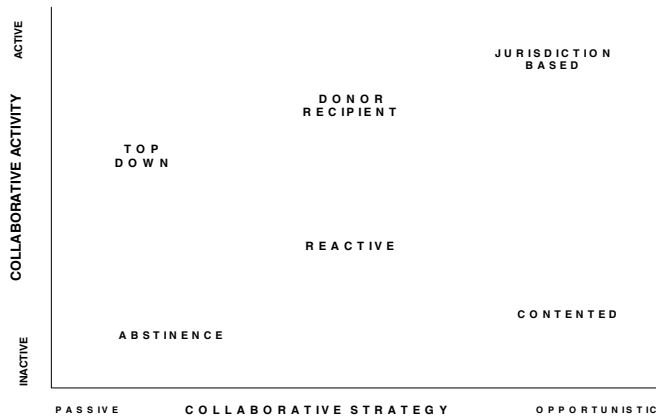 ACTIVE
JURISDICTION
BASED
DONOR
RECIPIENT
COLLABORATIVE ACTIVITY
TOP
DOWN
REACTIVE
CONTENTED
ABSTINENCE
INACTIVE
PASSIVE COLLABORATIVE STRATEGY OPPORTUNISTIC